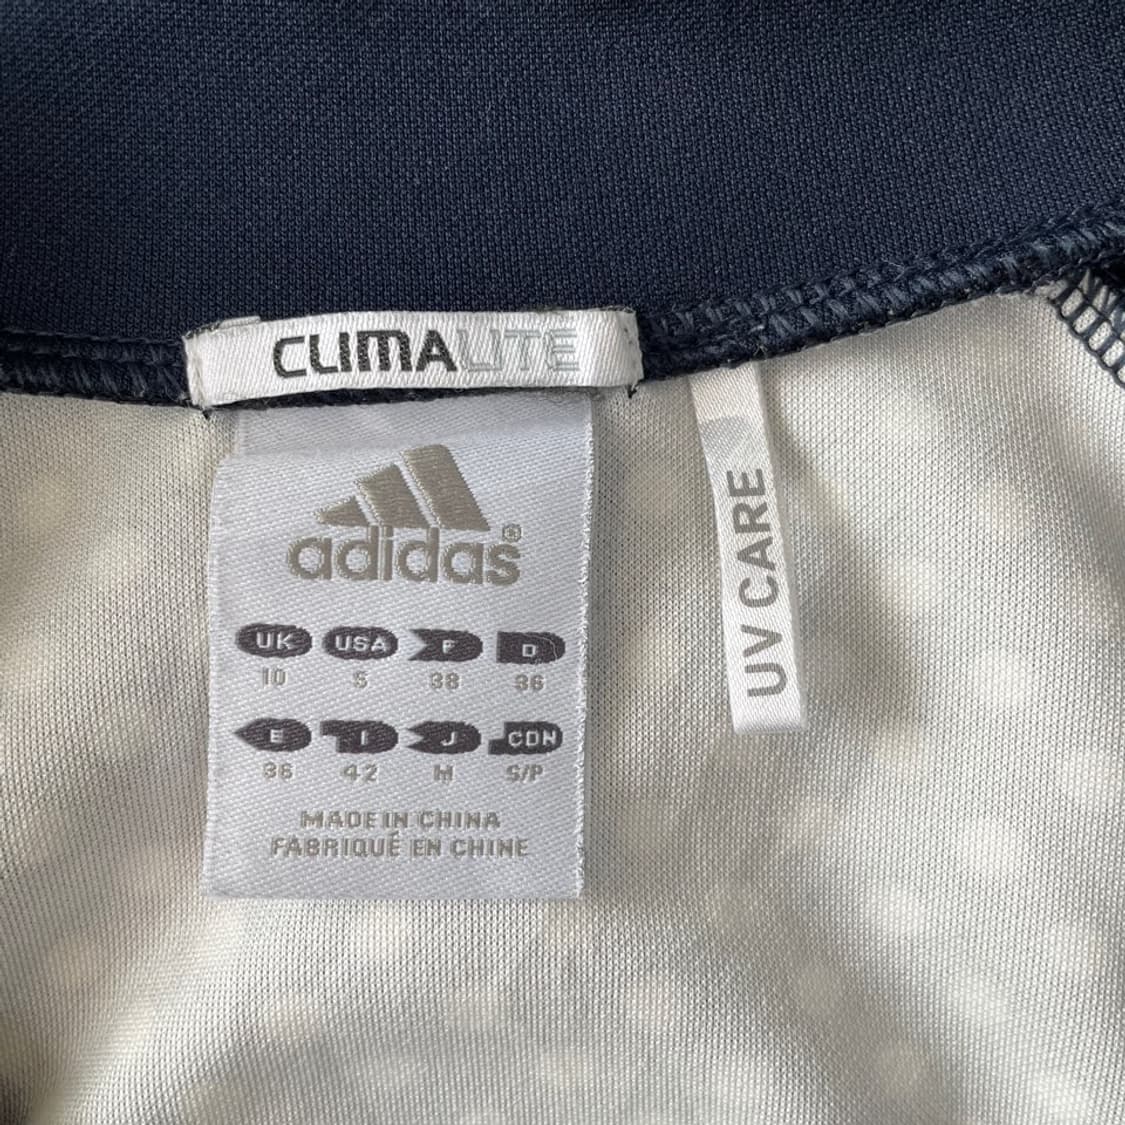 CLIMALITE
adidas®
UK USA F D
10 S 38 36
E I J CDN
36 42 M S/P
MADE IN CHINA
FABRIQUÉ EN CHINE
UV CARE